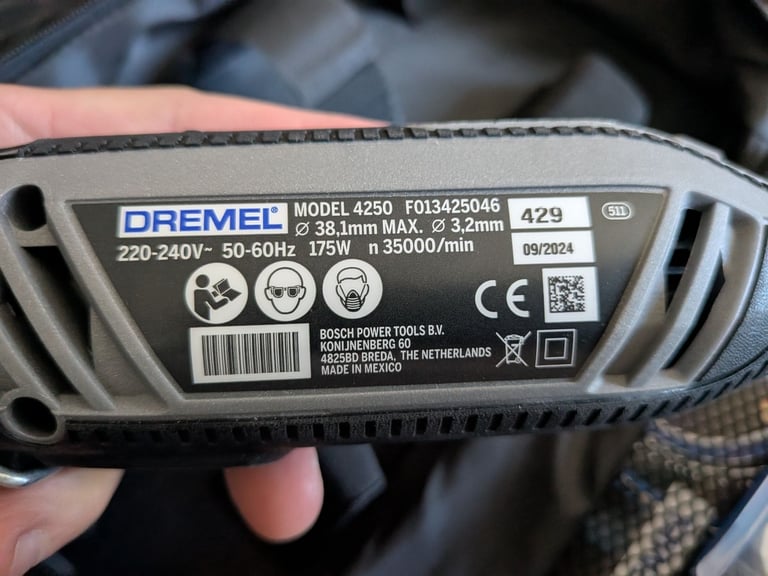 DREMEL®
MODEL 4250 F013425046
Ø 38,1mm MAX. Ø 3,2mm
220-240V~ 50-60Hz 175W n 35000/min
429
511
09/2024
CE
BOSCH POWER TOOLS B.V.
KONIJNENBERG 60
4825BD BREDA, THE NETHERLANDS
MADE IN MEXICO